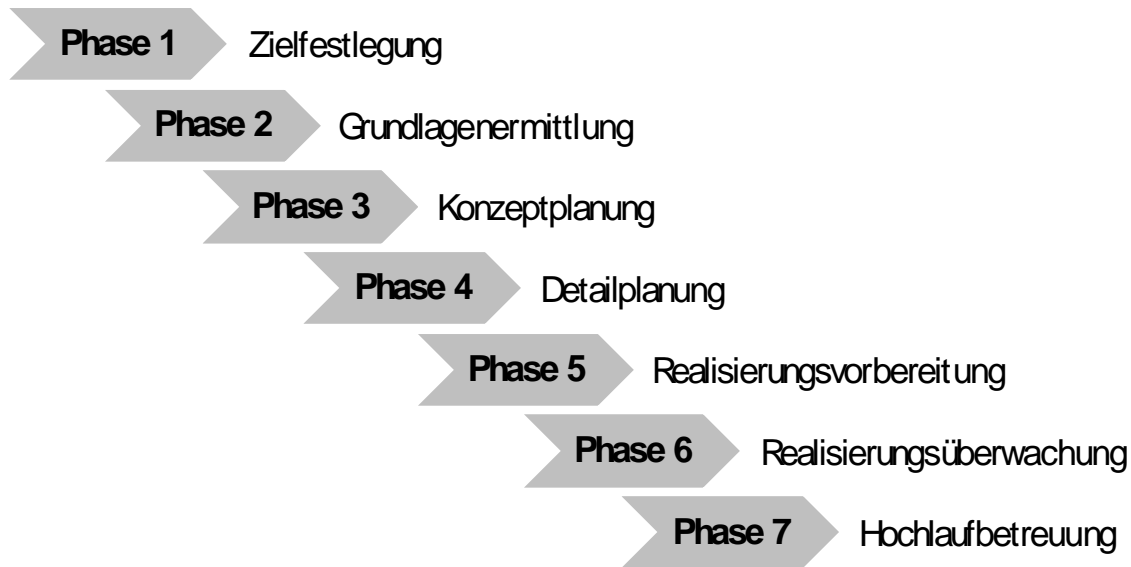 Phase 1 Zielfestlegung
Phase 2 Grundlagenermittlung
Phase 3 Konzeptplanung
Phase 4 Detailplanung
Phase 5 Realisierungsvorbereitung
Phase 6 Realisierungsüberwachung
Phase 7 Hochlaufbetreuung